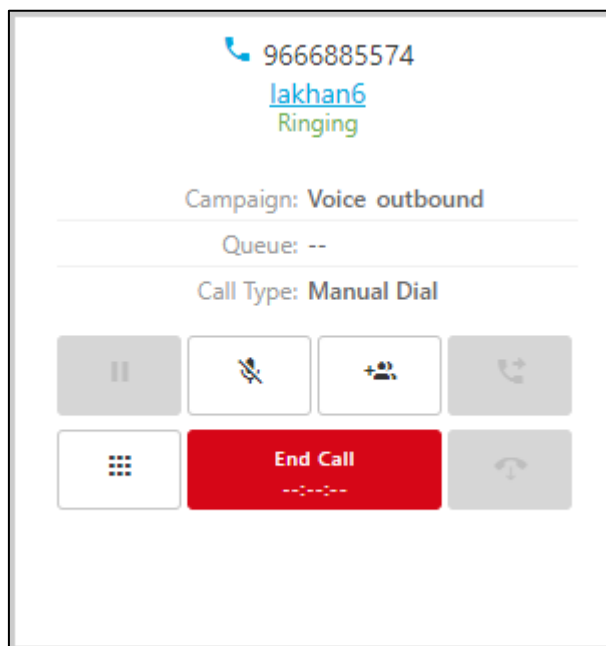 9666885574
lakhan6
Ringing
Campaign: Voice outbound
Queue: --
Call Type: Manual Dial
End Call
--:--:--